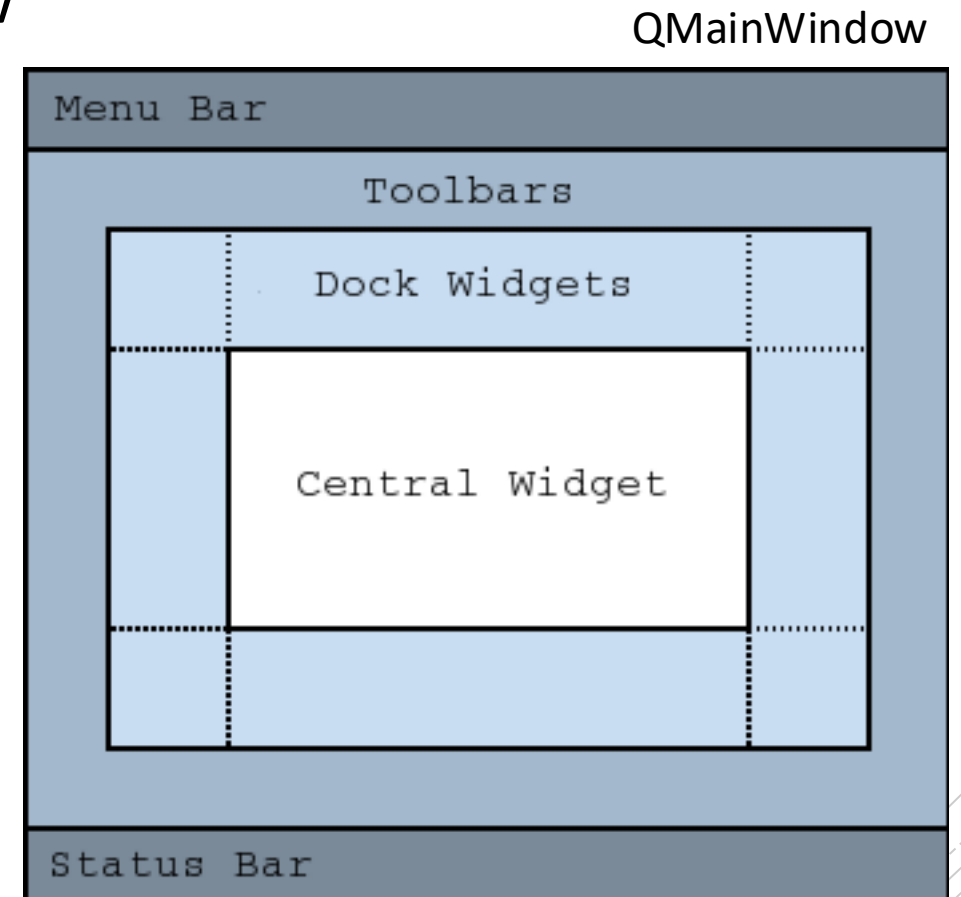 QMainWindow
Menu Bar
Toolbars
Dock Widgets
Central Widget
Status Bar